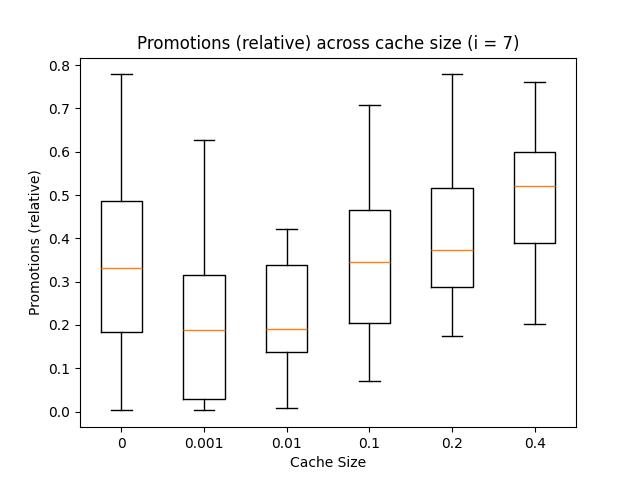 Promotions (relative) across cache size (i = 7)
Promotions (relative)
0.8
0.7
0.6
0.5
0.4
0.3
0.2
0.1
0.0
0 0.001 0.01 0.1 0.2 0.4
Cache Size